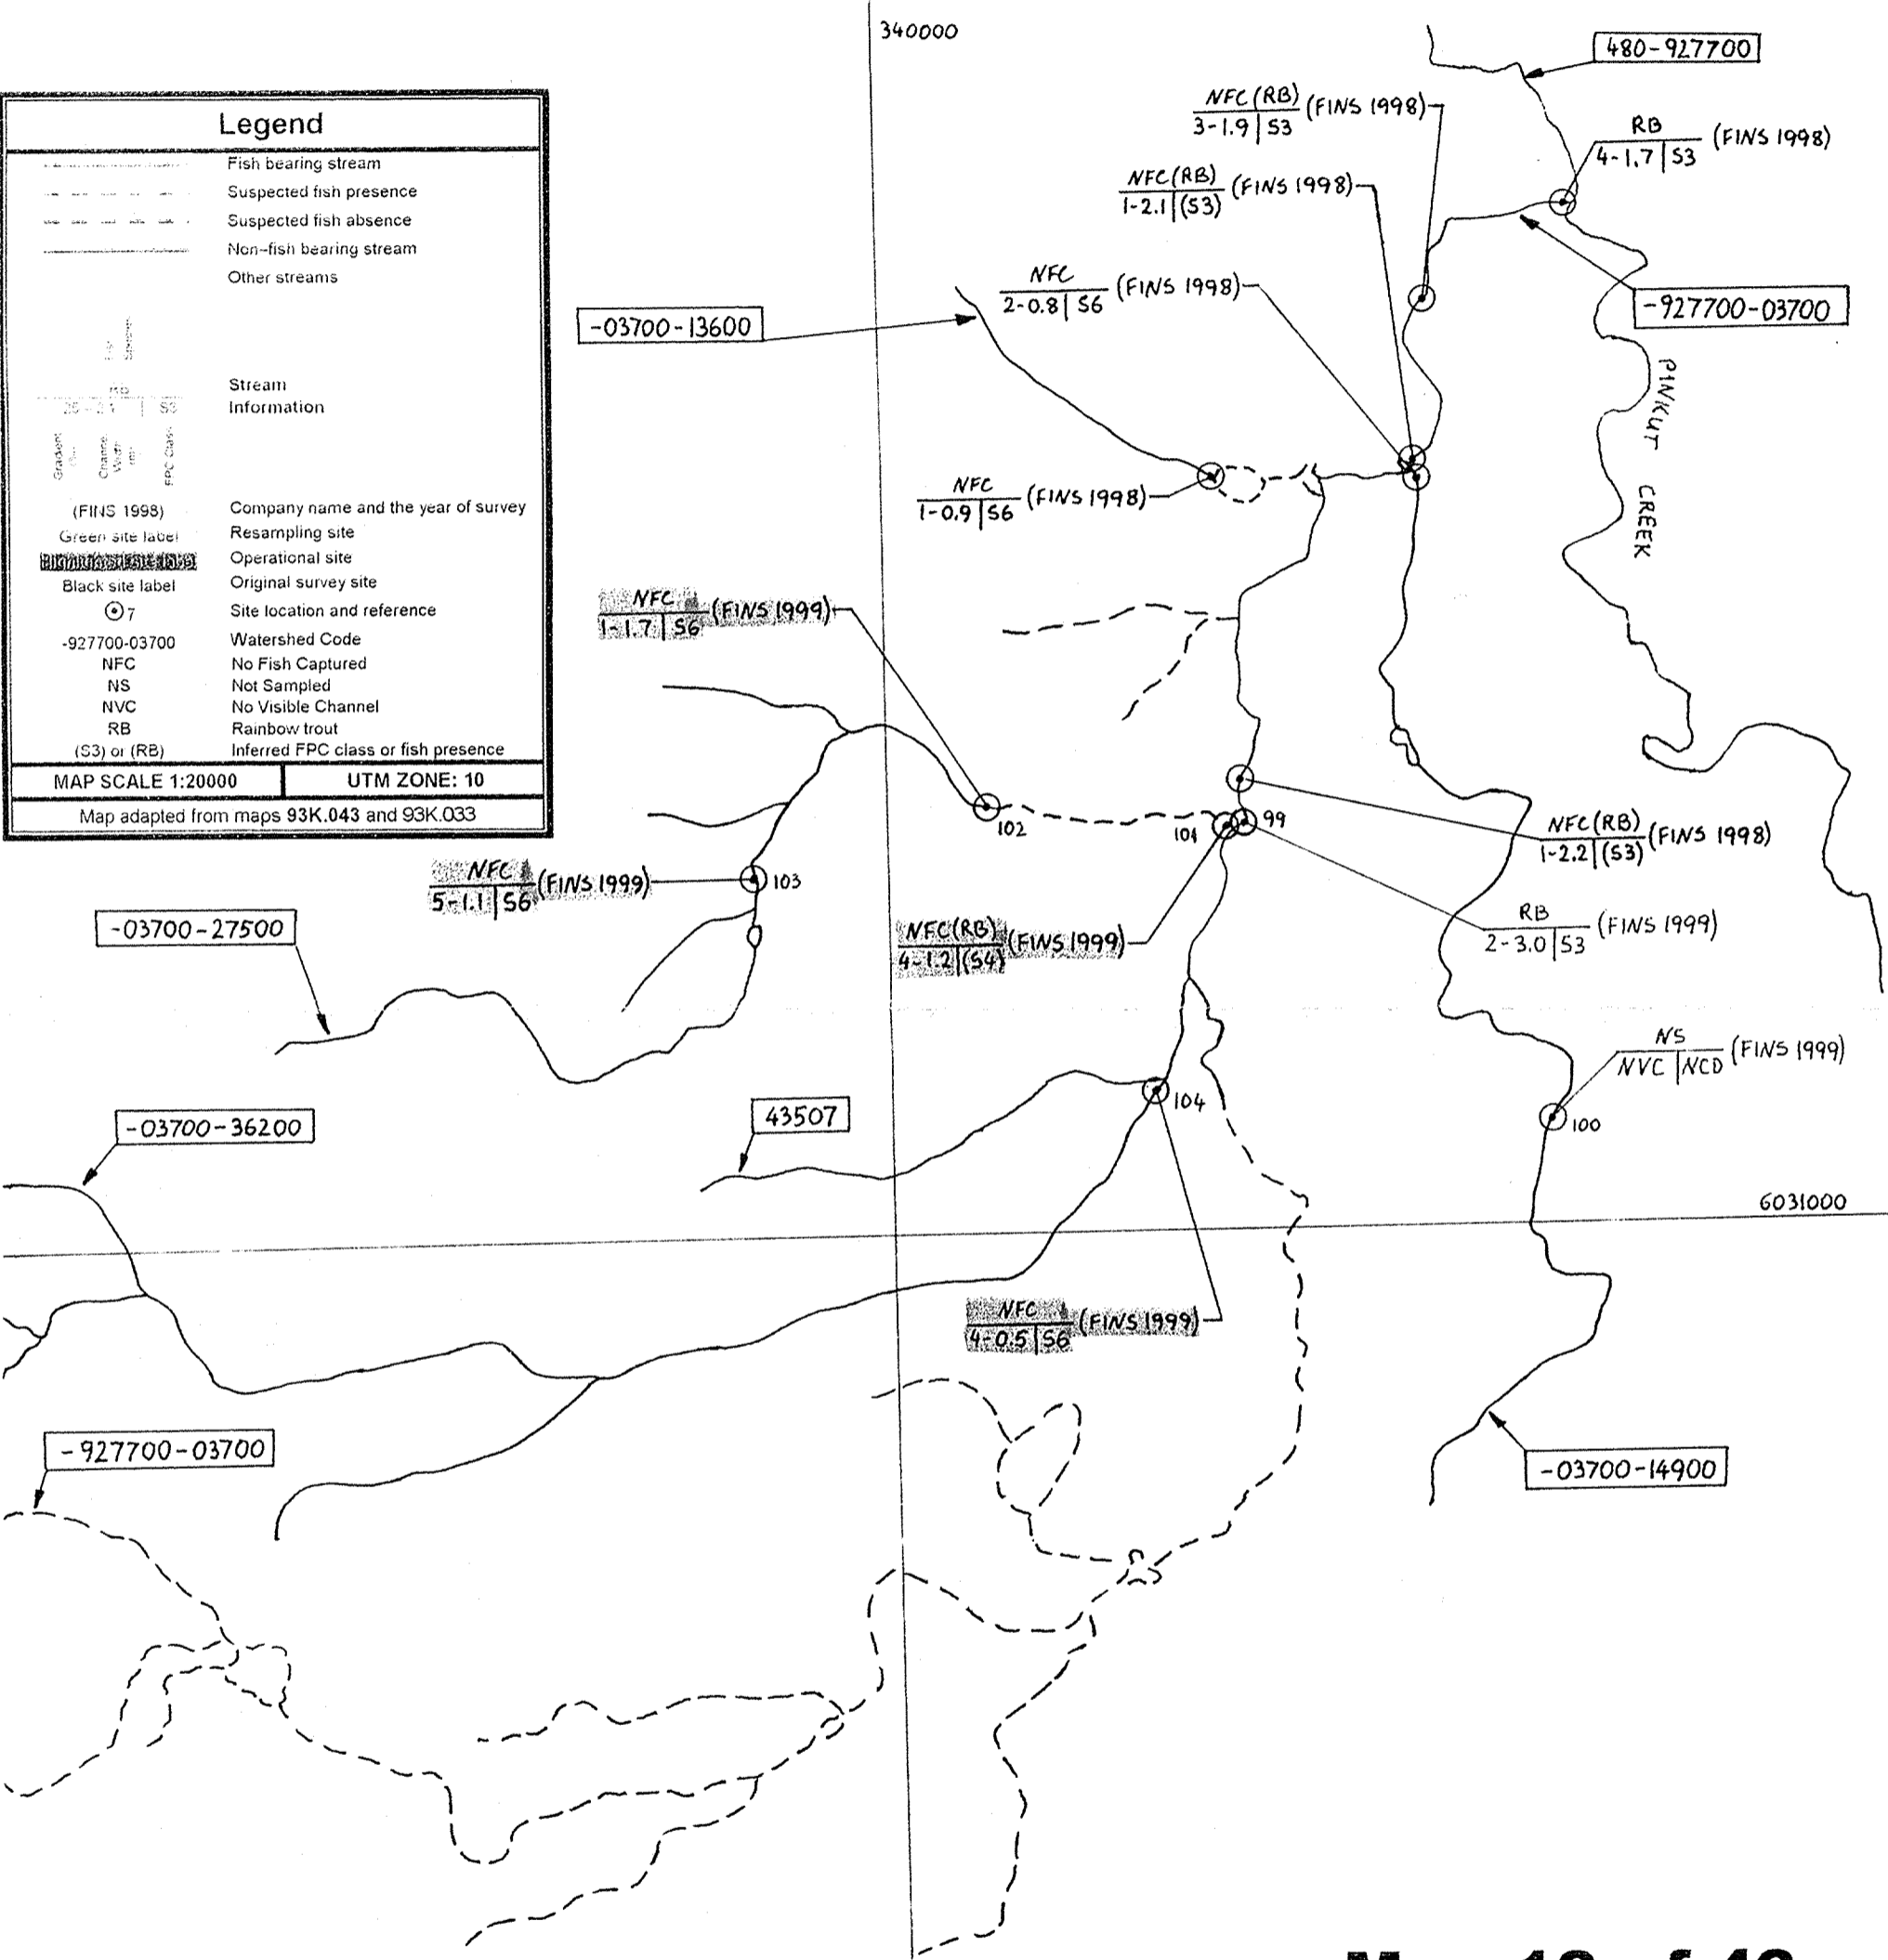 340000
480-927700
Legend
Fish bearing stream
Suspected fish presence
Suspected fish absence
Non-fish bearing stream
Other streams
RB
Stream
S3
Information
Gradient
Channel
Width
FPC Class
(FINS 1998) Company name and the year of survey
Green site label Resampling site
Operational site
Black site label Original survey site
7 Site location and reference
-927700-03700 Watershed Code
NFC No Fish Captured
NS Not Sampled
NVC No Visible Channel
RB Rainbow trout
(S3) or (RB) Inferred FPC class or fish presence
MAP SCALE 1:20000 UTM ZONE: 10
Map adapted from maps 93K.043 and 93K.033
NFC (RB) (FINS 1998)
3-1.9 | S3
RB (FINS 1998)
4-1.7 | S3
NFC (RB) (FINS 1998)
1-2.1 | (S3)
NFC (FINS 1998)
2-0.8 | S6
-03700-13600
-927700-03700
PINKUT CREEK
NFC (FINS 1998)
1-0.9 | S6
NFC (FINS 1999)
1-1.7 | S6
102
101
99
NFC (RB) (FINS 1998)
1-2.2 | (S3)
NFC (FINS 1999)
5-1.1 | S6
103
-03700-27500
NFC (RB) (FINS 1999)
4-1.2 | (S4)
RB (FINS 1999)
2-3.0 | S3
NS (FINS 1999)
NVC | NCD
100
104
43507
-03700-36200
6031000
NFC (FINS 1999)
4-0.5 | S6
-927700-03700
-03700-14900